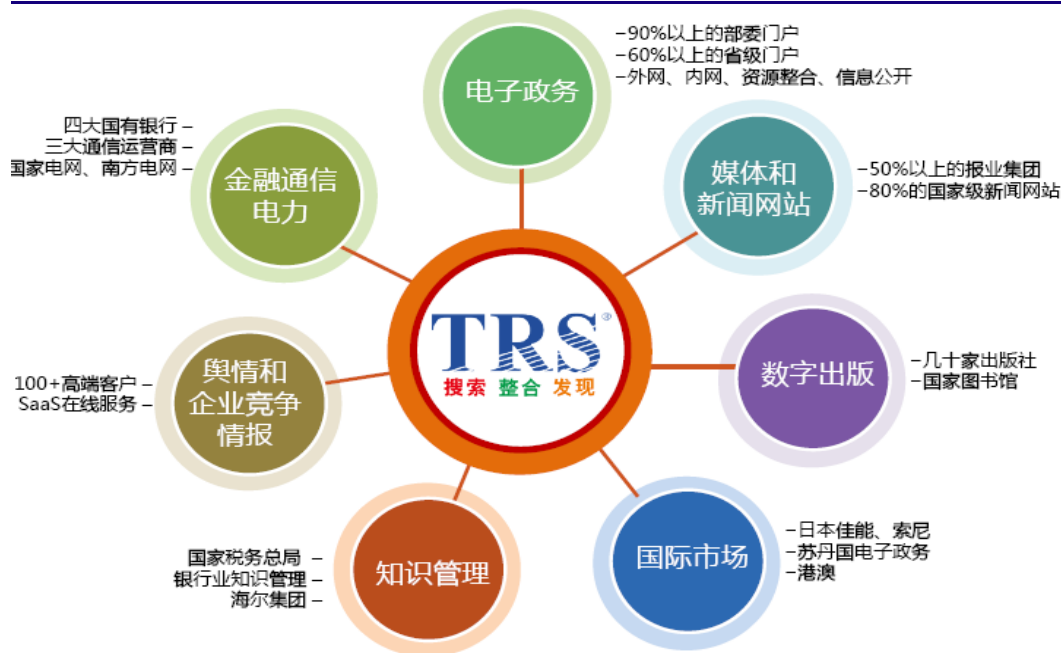 电子政务
–90%以上的部委门户
–60%以上的省级门户
–外网、内网、资源整合、信息公开
媒体和
新闻网站
–50%以上的报业集团
–80%的国家级新闻网站
数字出版
–几十家出版社
–国家图书馆
国际市场
–日本佳能、索尼
–苏丹国电子政务
–港澳
知识管理
国家税务总局 –
银行业知识管理 –
海尔集团 –
舆情和
企业竞争
情报
100+高端客户 –
SaaS在线服务 –
金融通信
电力
四大国有银行 –
三大通信运营商 –
国家电网、南方电网 –
TRS®
搜索 整合 发现